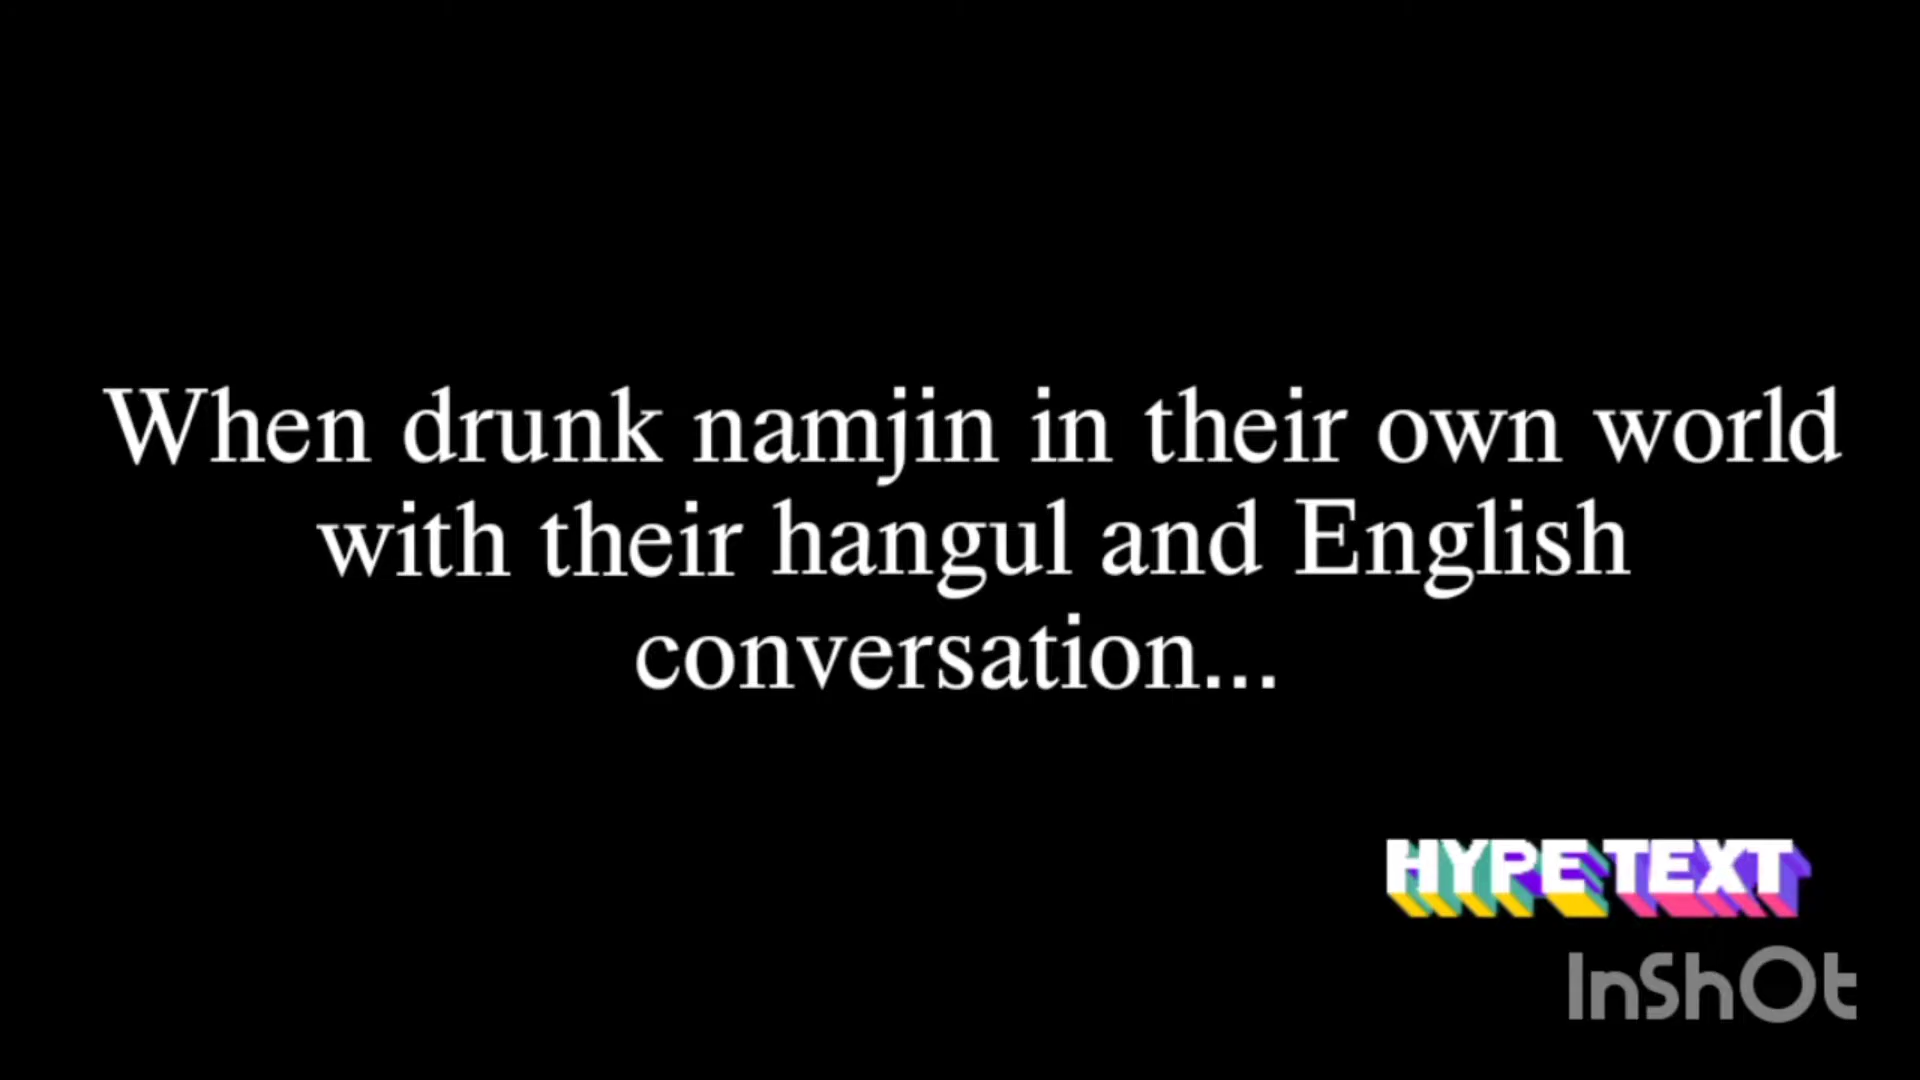 When drunk namjin in their own world
with their hangul and English
conversation...
HYPE TEXT
InShOt